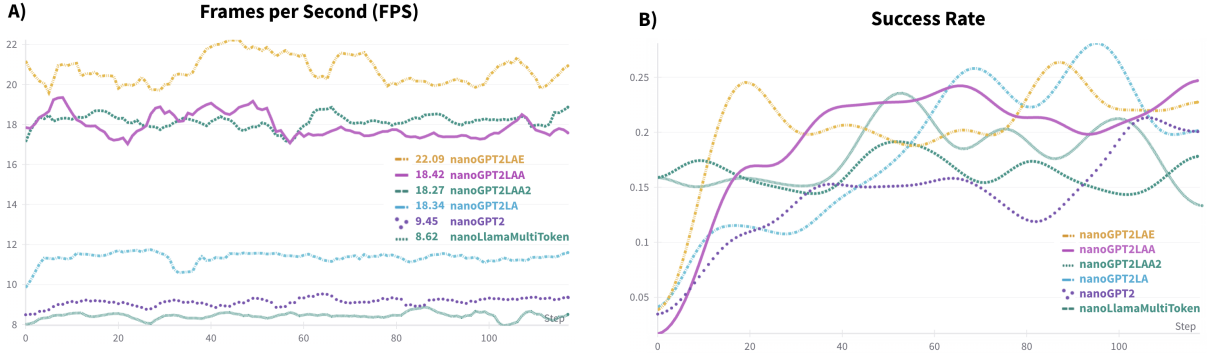 A)
Frames per Second (FPS)
22
20
18
16
14
12
10
8
0
20
40
60
80
100
Step
22.09 nanoGPT2LAE
18.42 nanoGPT2LAA
18.27 nanoGPT2LAA2
18.34 nanoGPT2LA
9.45 nanoGPT2
8.62 nanoLlamaMultiToken
B)
Success Rate
0.25
0.2
0.15
0.1
0.05
0
20
40
60
80
100
Step
nanoGPT2LAE
nanoGPT2LAA
nanoGPT2LAA2
nanoGPT2LA
nanoGPT2
nanoLlamaMultiToken